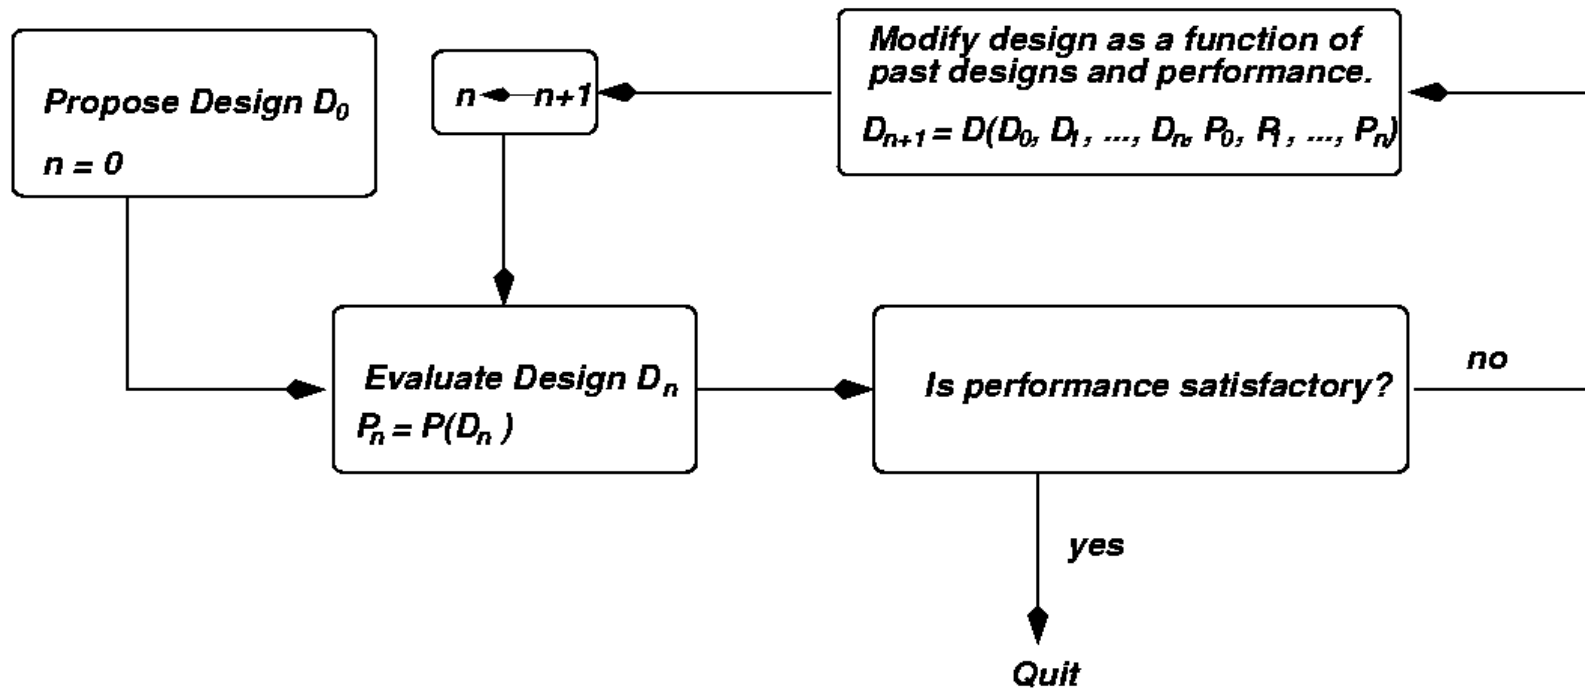 Propose Design D₀
n = 0
n ← n+1
Modify design as a function of
past designs and performance.
Dₙ₊₁ = D(D₀, D₁, ..., Dₙ, P₀, P₁, ..., Pₙ)
Evaluate Design Dₙ
Pₙ = P(Dₙ )
Is performance satisfactory?
no
yes
Quit